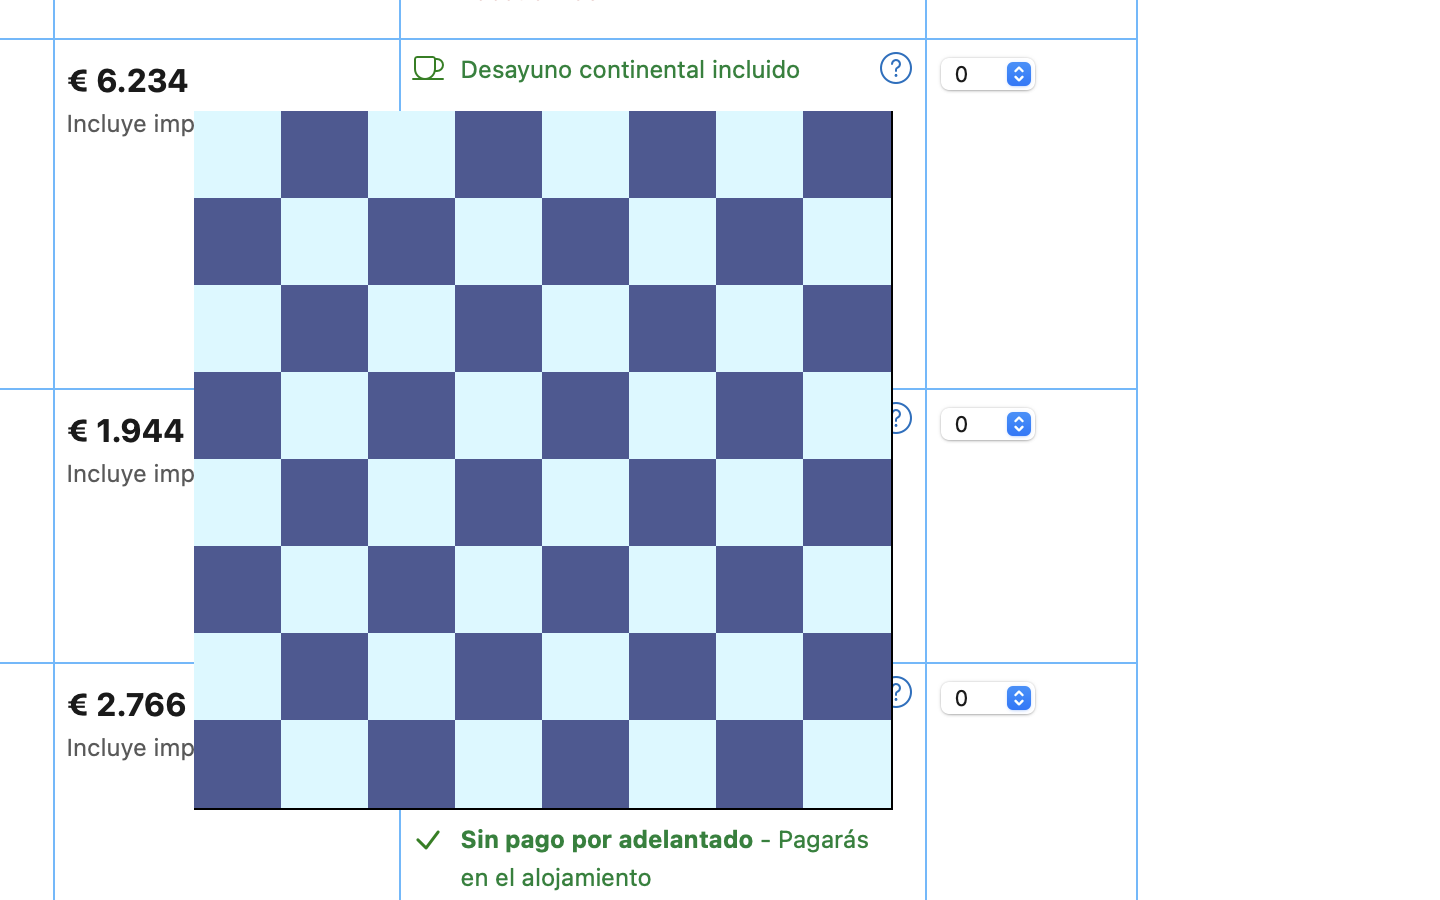 € 6.234
Incluye imp
Desayuno continental incluido
?
0
€ 1.944
Incluye imp
?
0
€ 2.766
Incluye imp
?
0
Sin pago por adelantado - Pagarás
en el alojamiento